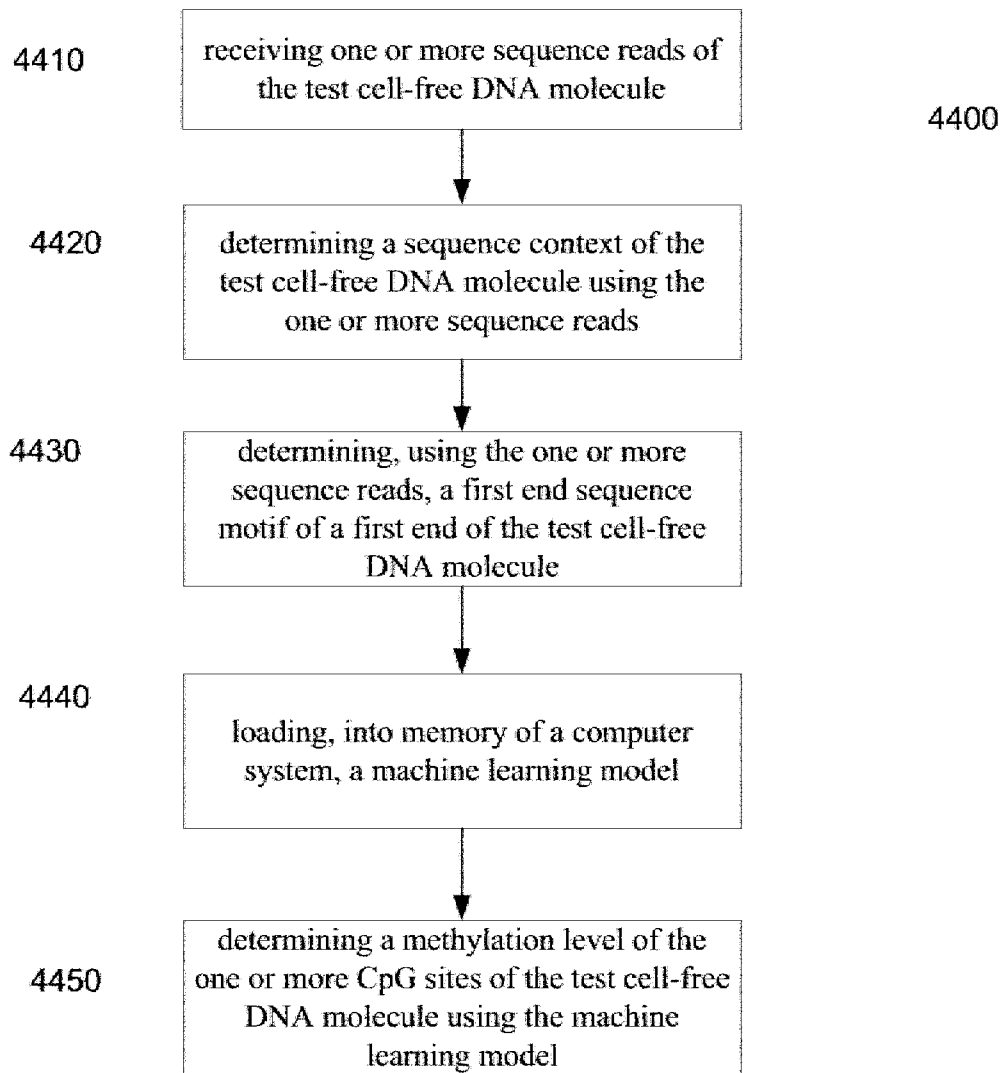 4410
receiving one or more sequence reads of
the test cell-free DNA molecule
4400
4420
determining a sequence context of the
test cell-free DNA molecule using the
one or more sequence reads
4430
determining, using the one or more
sequence reads, a first end sequence
motif of a first end of the test cell-free
DNA molecule
4440
loading, into memory of a computer
system, a machine learning model
4450
determining a methylation level of the
one or more CpG sites of the test cell-free
DNA molecule using the machine
learning model